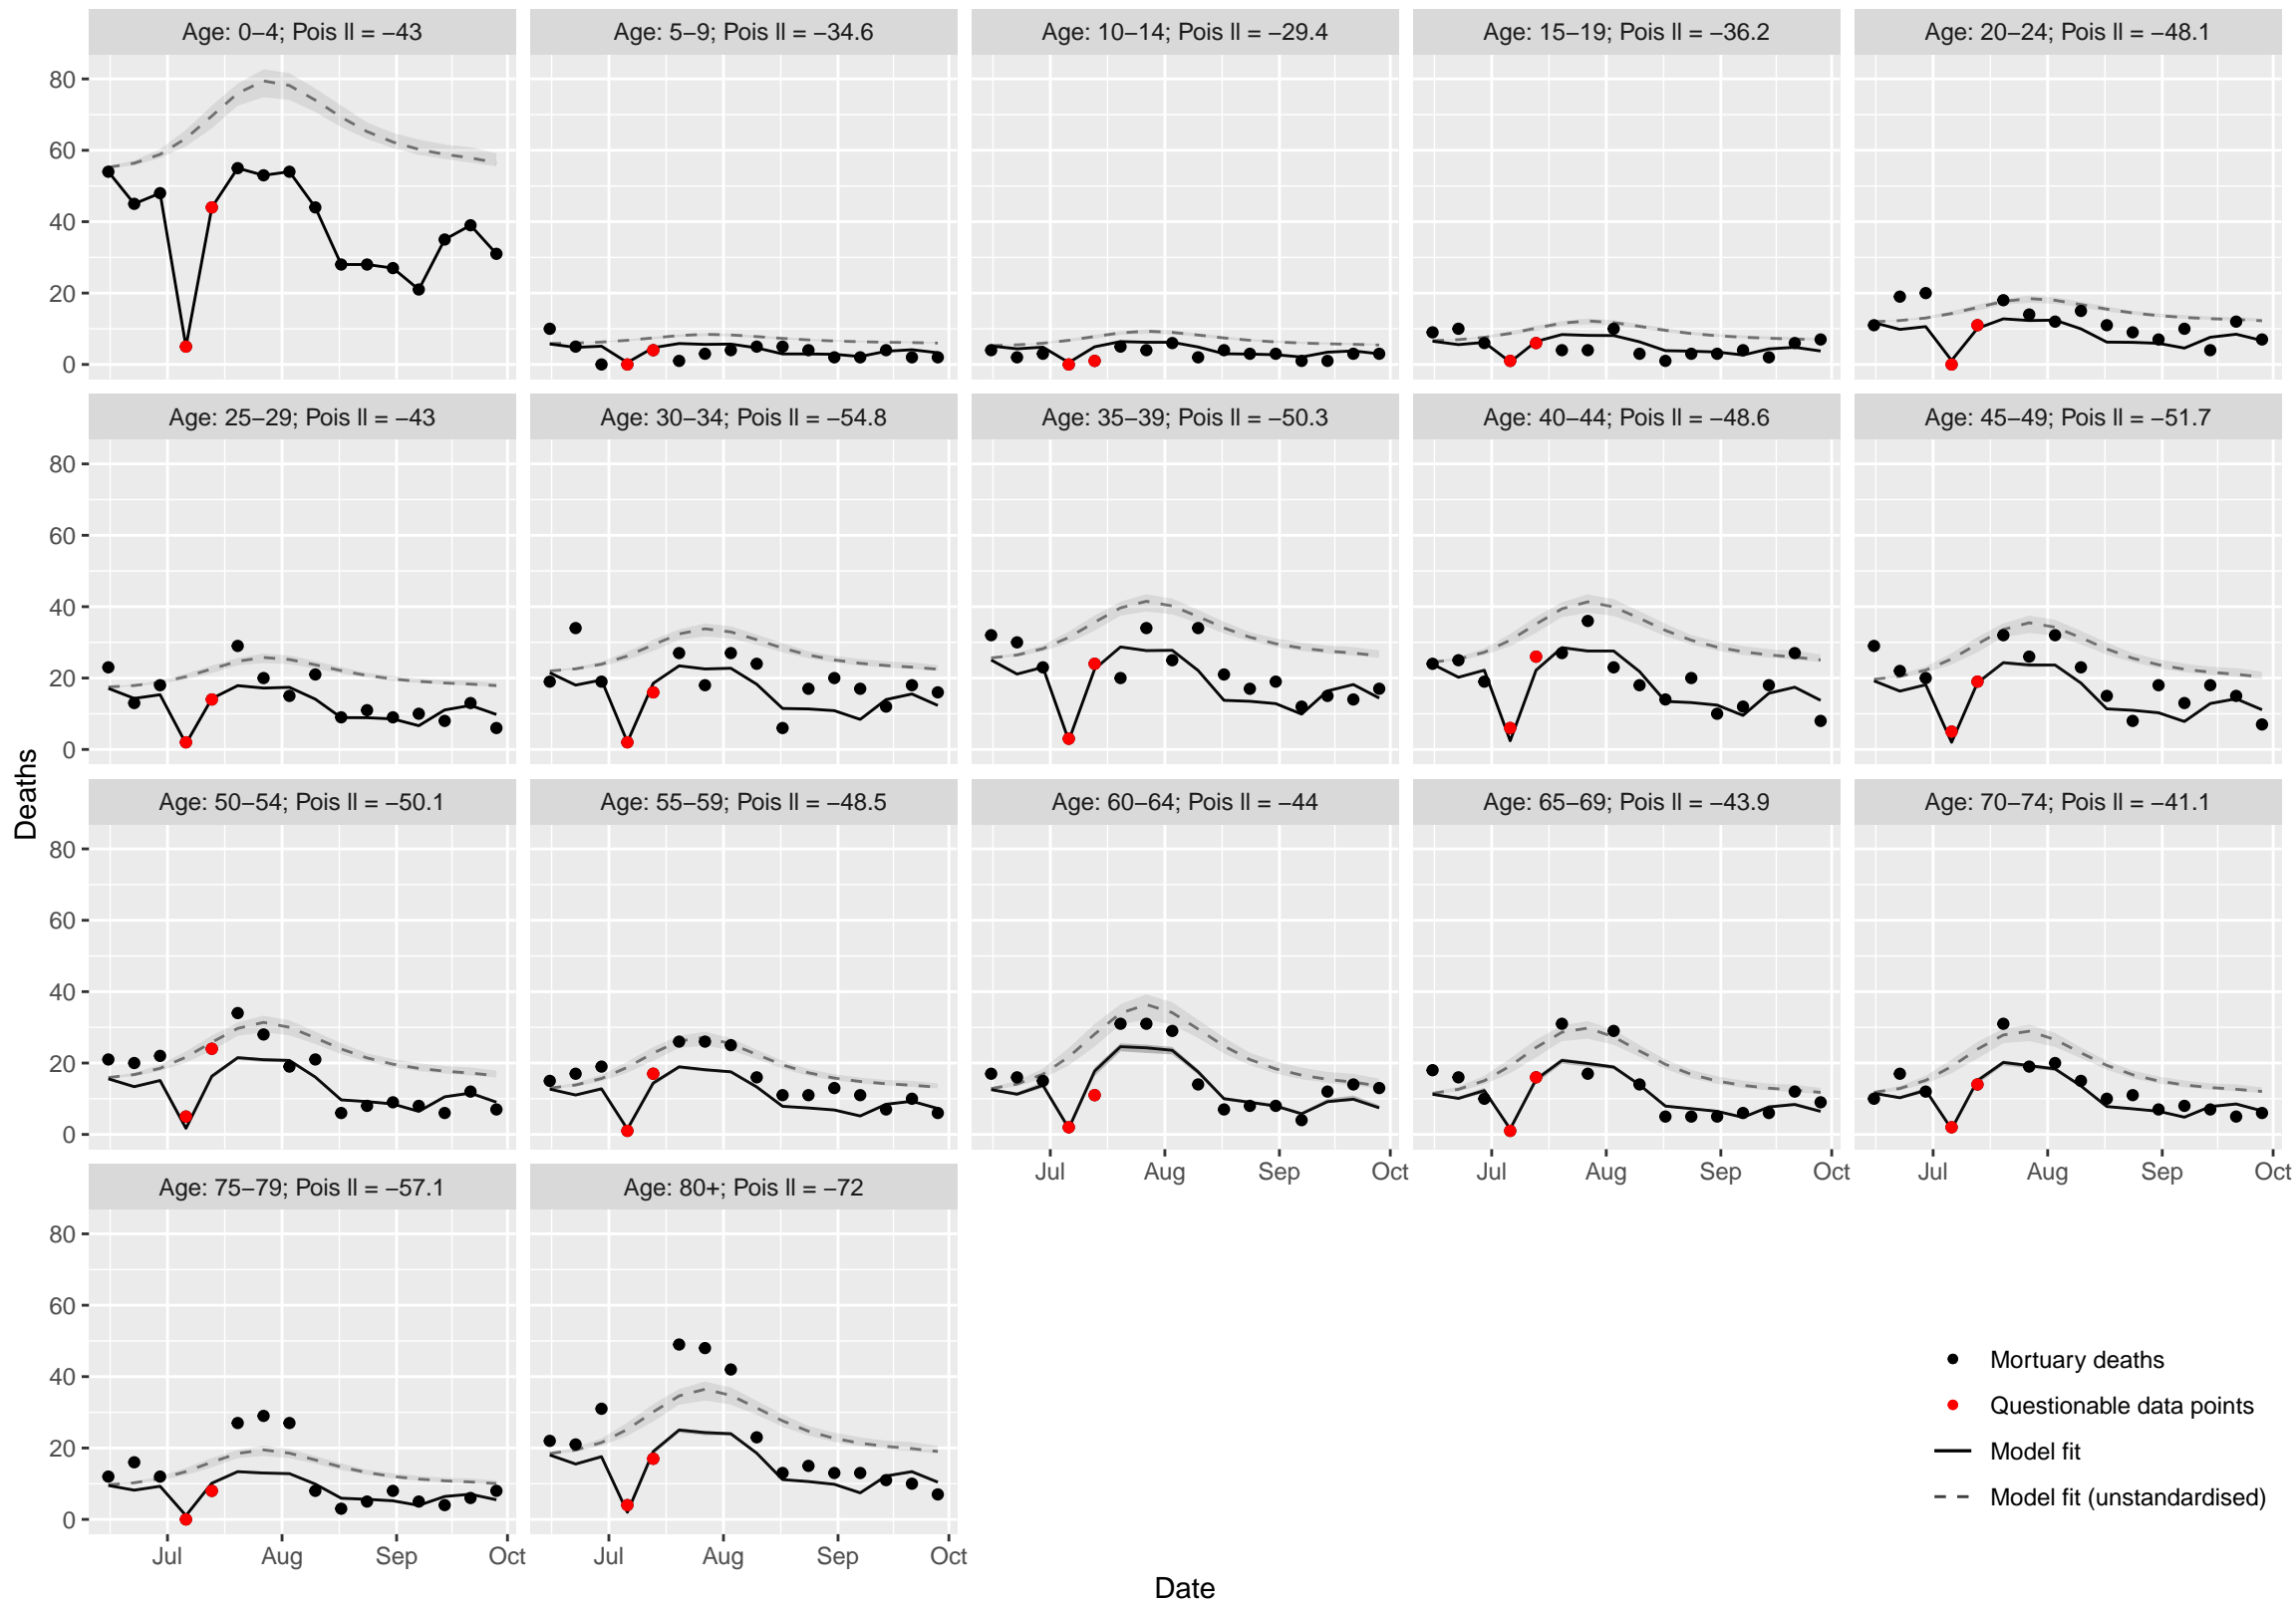 Age: 0−4; Pois ll = −43
Age: 5−9; Pois ll = −34.6
Age: 10−14; Pois ll = −29.4
Age: 15−19; Pois ll = −36.2
Age: 20−24; Pois ll = −48.1
80
60
40
20
0
Age: 25−29; Pois ll = −43
Age: 30−34; Pois ll = −54.8
Age: 35−39; Pois ll = −50.3
Age: 40−44; Pois ll = −48.6
Age: 45−49; Pois ll = −51.7
80
60
40
20
0
Deaths
Age: 50−54; Pois ll = −50.1
Age: 55−59; Pois ll = −48.5
Age: 60−64; Pois ll = −44
Age: 65−69; Pois ll = −43.9
Age: 70−74; Pois ll = −41.1
80
60
40
20
0
Jul Aug Sep Oct
Jul Aug Sep Oct
Jul Aug Sep Oct
Age: 75−79; Pois ll = −57.1
Age: 80+; Pois ll = −72
80
60
40
20
0
Jul Aug Sep Oct
Jul Aug Sep Oct
Mortuary deaths
Questionable data points
Model fit
Model fit (unstandardised)
Date